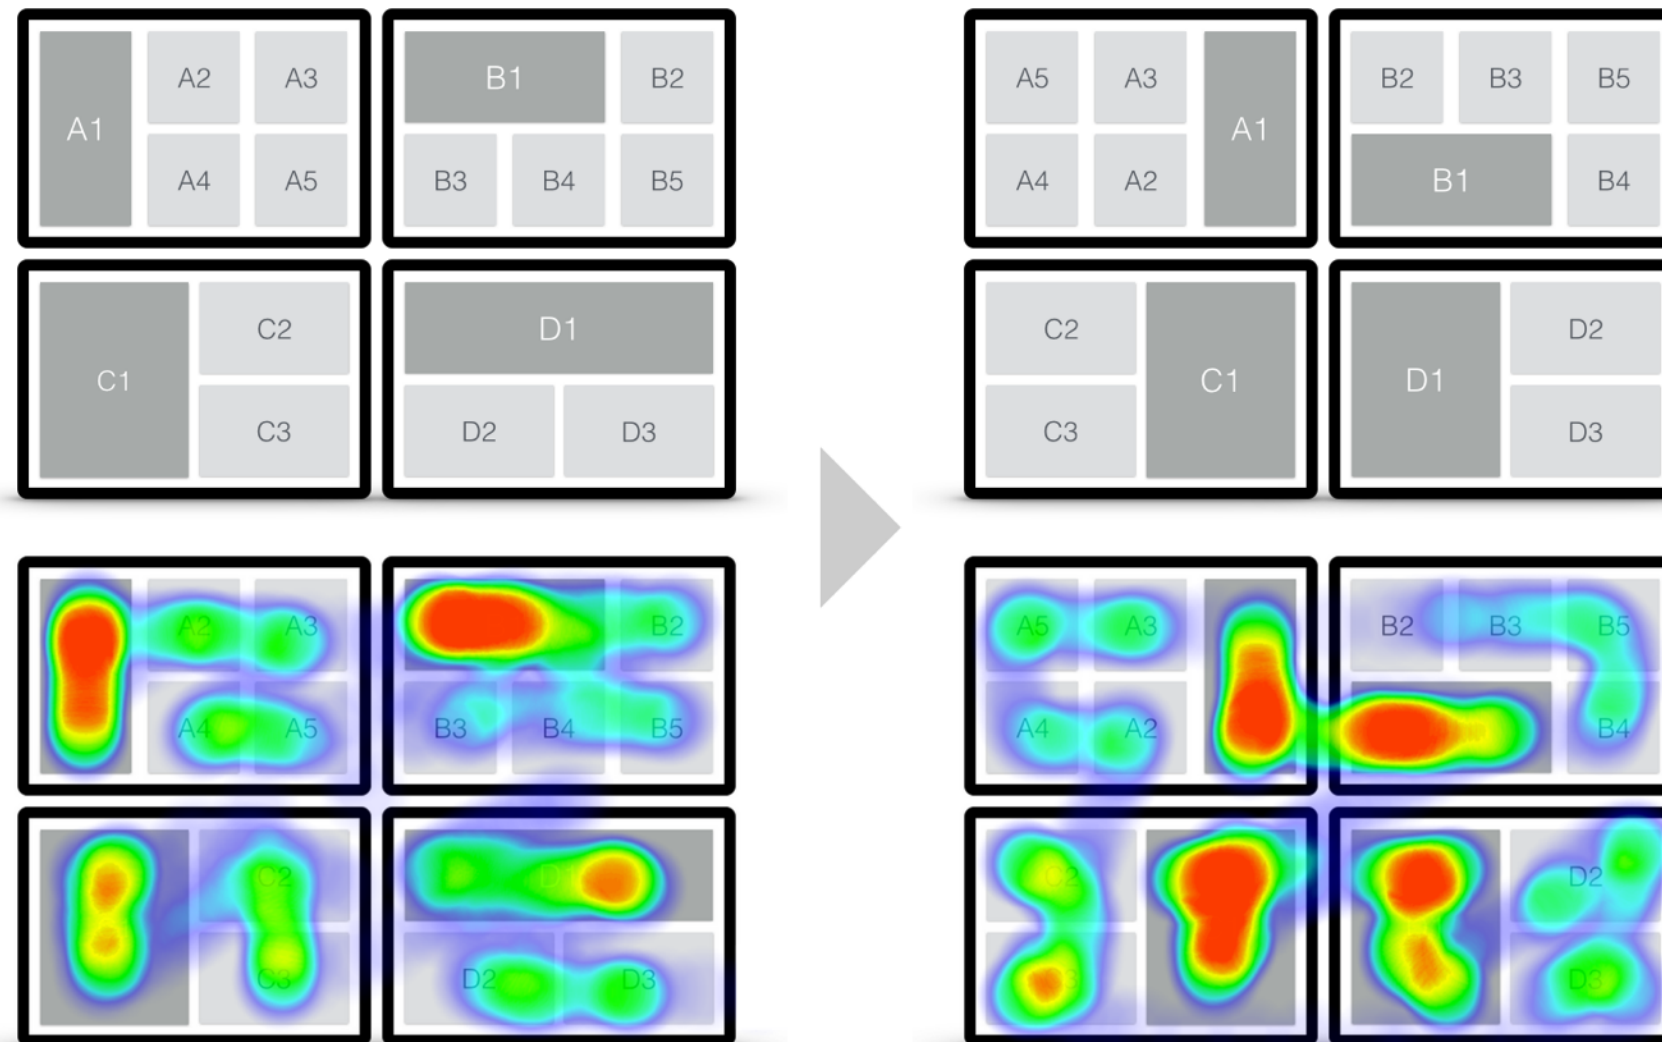 A1 A2 A3 B1 B2
A4 A5 B3 B4 B5
C1 C2 D1
C3 D2 D3
A5 A3 A1 B2 B3 B5
A4 A2 B1 B4
C2 C1 D1 D2
C3 D3
A2 A3 B2
A4 A5 B3 B4 B5
C2 D1
C3 D2 D3
A5 A3 B2 B3 B5
A4 A2 B4
C2 D2
D3